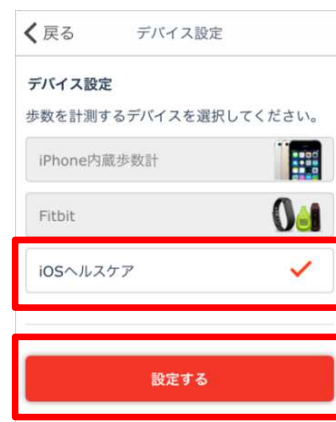 戻る デバイス設定
デバイス設定
歩数を計測するデバイスを選択してください。
iPhone内蔵歩数計
Fitbit
iOSヘルスケア
設定する